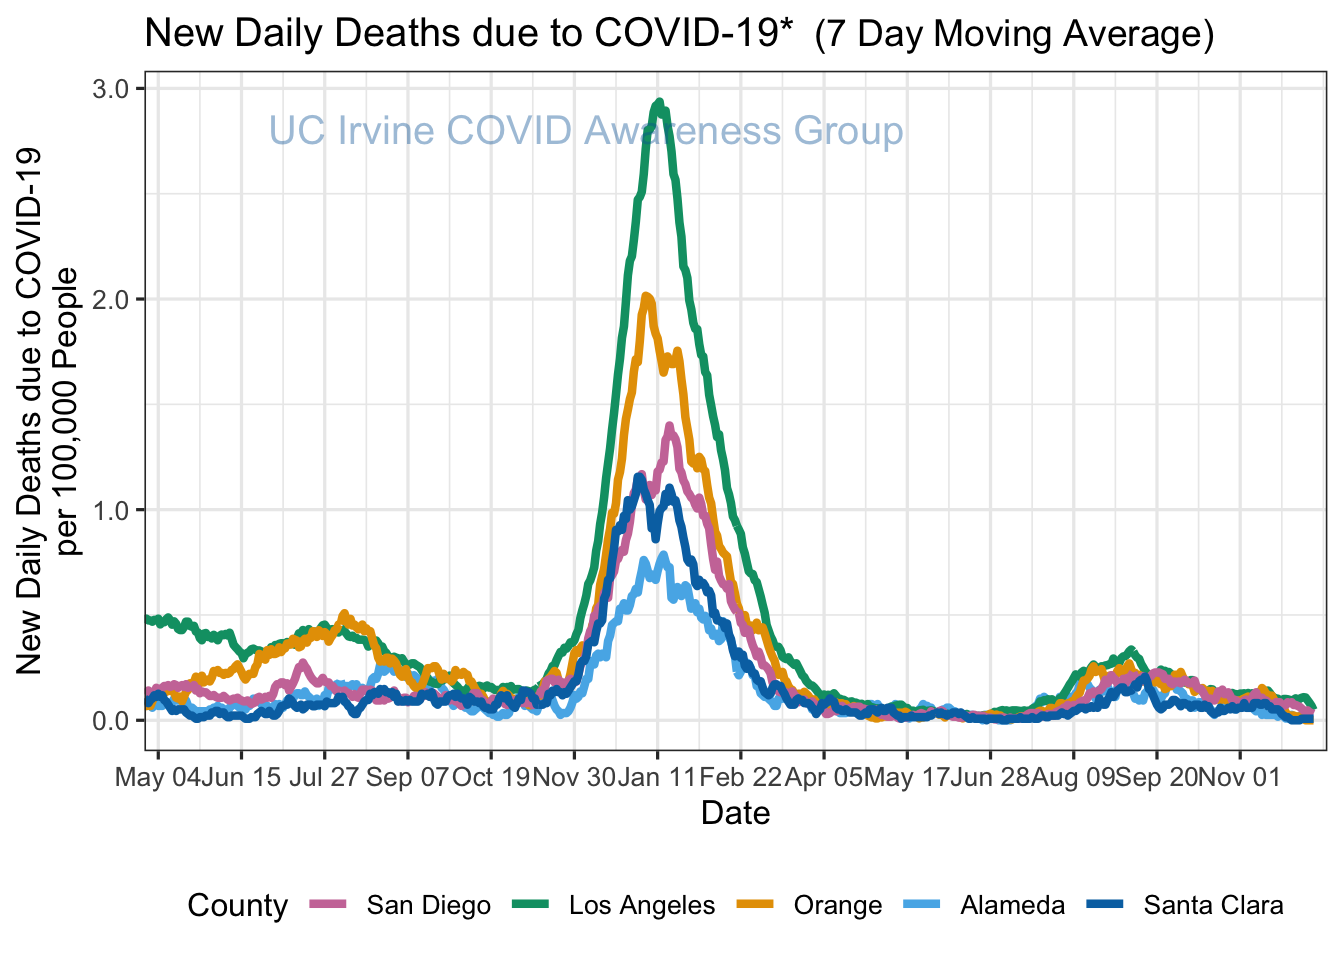 New Daily Deaths due to COVID-19* (7 Day Moving Average)
UC Irvine COVID Awareness Group
New Daily Deaths due to COVID-19
per 100,000 People
3.0
2.0
1.0
0.0
May 04 Jun 15 Jul 27 Sep 07 Oct 19 Nov 30 Jan 11 Feb 22 Apr 05 May 17 Jun 28 Aug 09 Sep 20 Nov 01
Date
County San Diego Los Angeles Orange Alameda Santa Clara